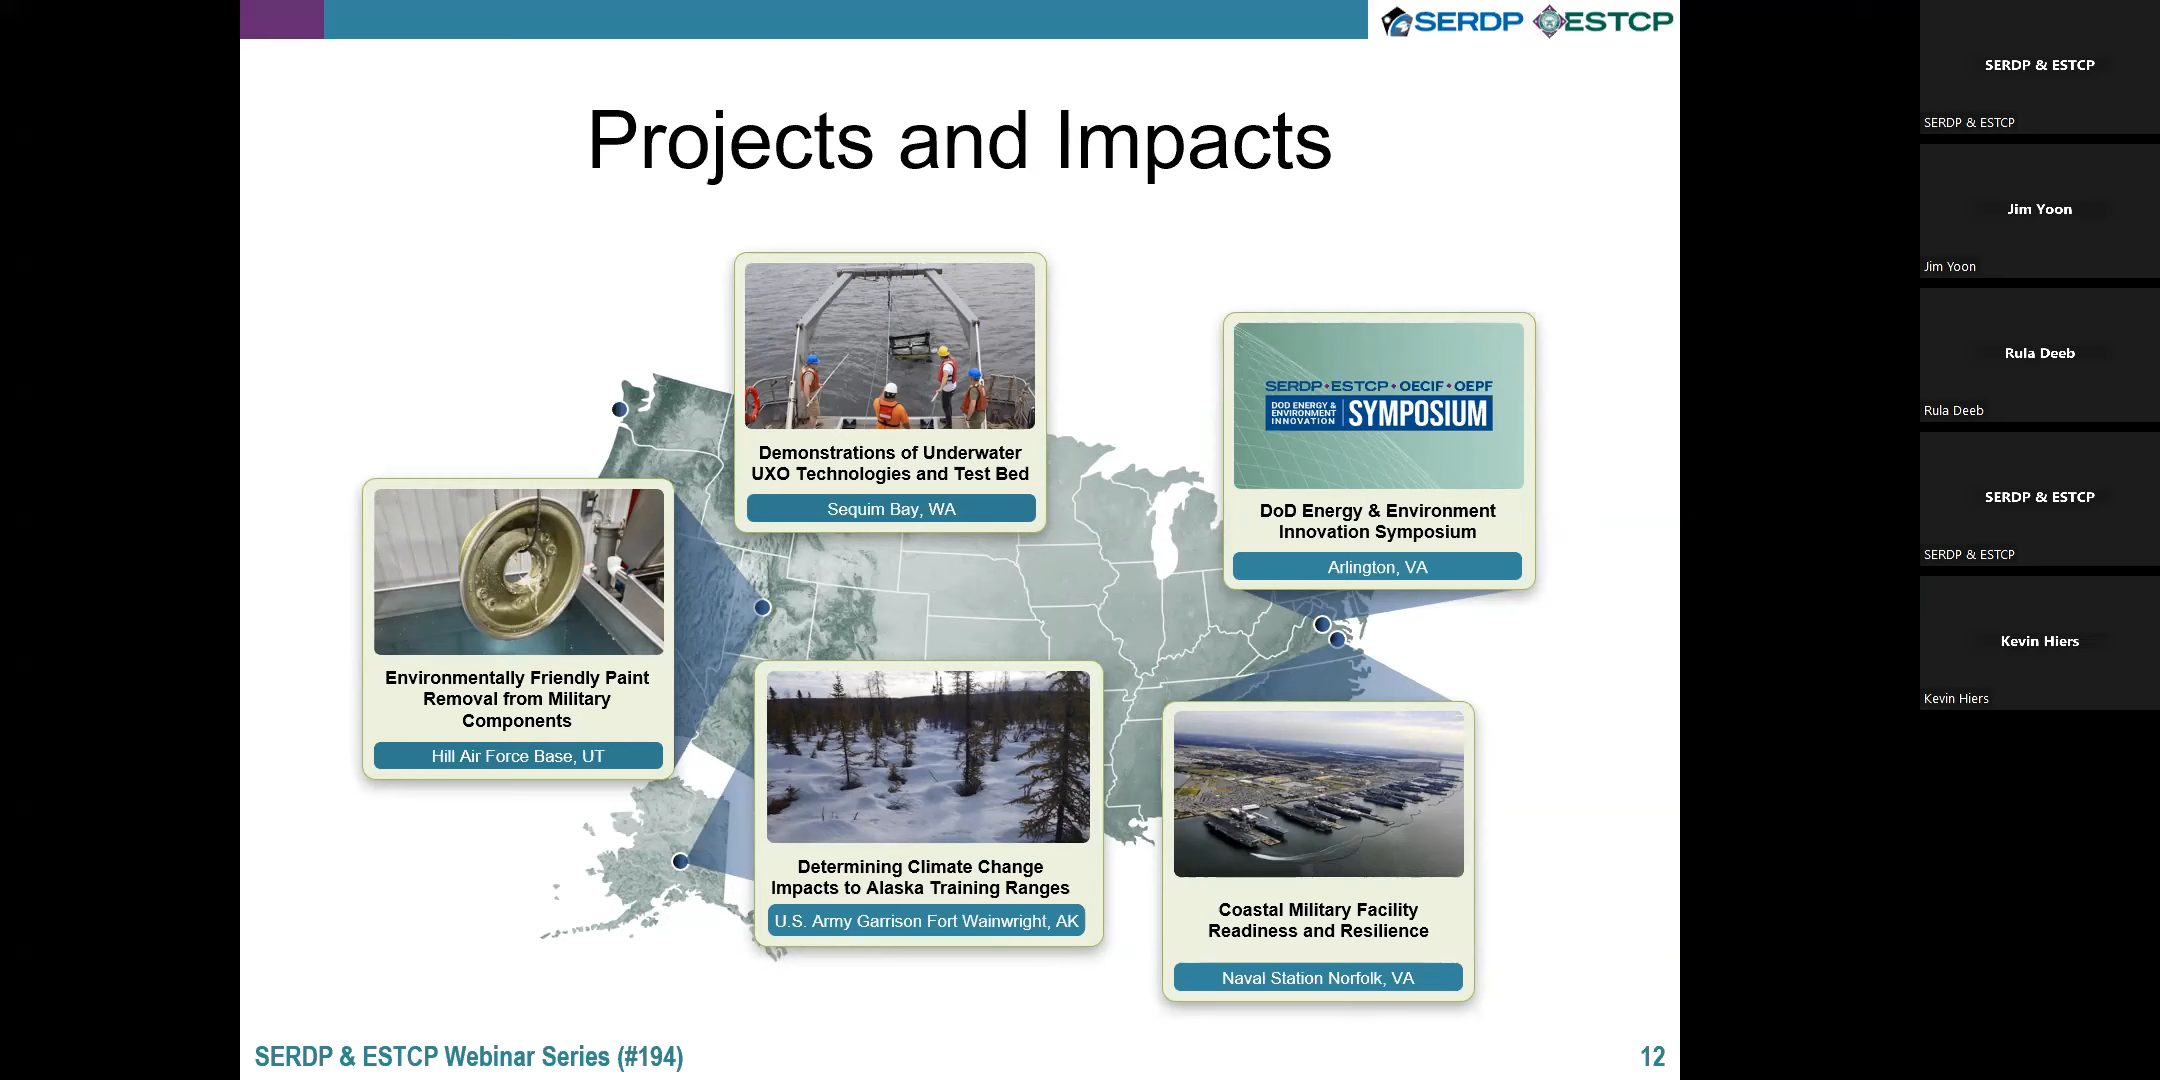 SERDP ESTCP
Projects and Impacts
Demonstrations of Underwater
UXO Technologies and Test Bed
Sequim Bay, WA
SERDP • ESTCP • OECIF • OEPF
DOD ENERGY &
ENVIRONMENT
INNOVATION
SYMPOSIUM
DoD Energy & Environment
Innovation Symposium
Arlington, VA
Environmentally Friendly Paint
Removal from Military
Components
Hill Air Force Base, UT
Determining Climate Change
Impacts to Alaska Training Ranges
U.S. Army Garrison Fort Wainwright, AK
Coastal Military Facility
Readiness and Resilience
Naval Station Norfolk, VA
SERDP & ESTCP Webinar Series (#194)
12
SERDP & ESTCP
SERDP & ESTCP
Jim Yoon
Jim Yoon
Rula Deeb
Rula Deeb
SERDP & ESTCP
SERDP & ESTCP
Kevin Hiers
Kevin Hiers